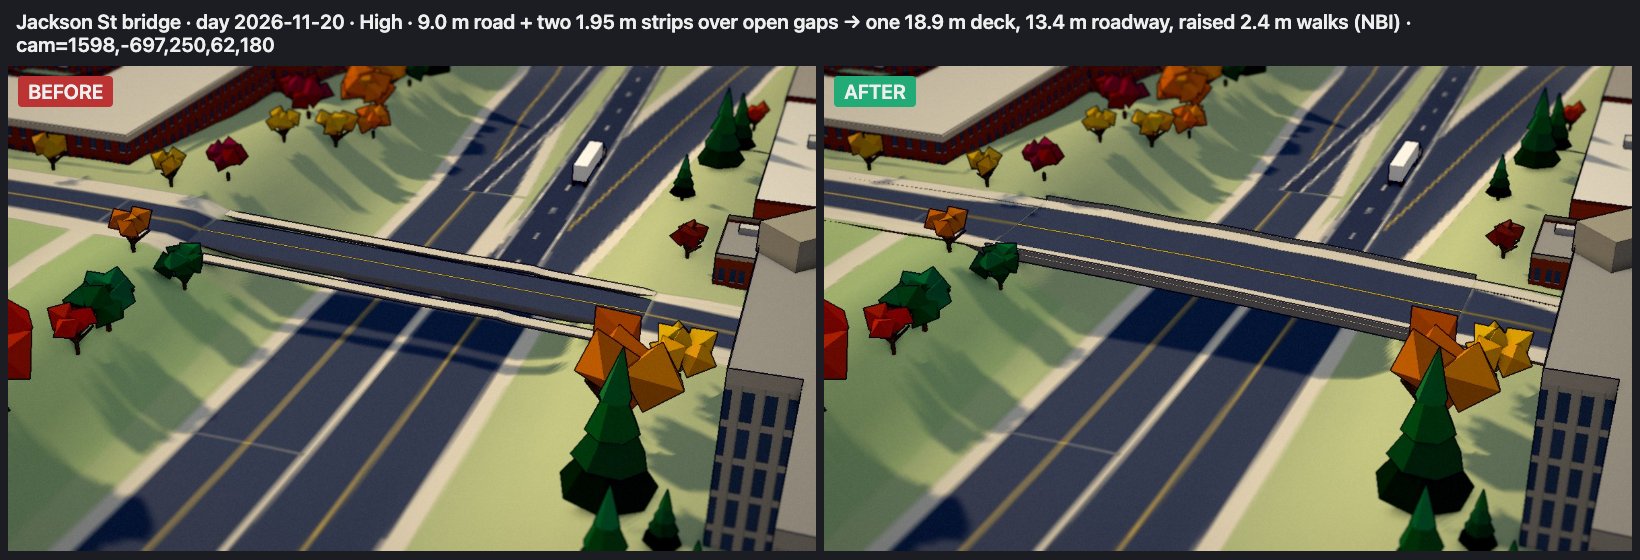 Jackson St bridge · day 2026-11-20 · High · 9.0 m road + two 1.95 m strips over open gaps → one 18.9 m deck, 13.4 m roadway, raised 2.4 m walks (NBI) ·
cam=1598,-697,250,62,180
BEFORE
AFTER